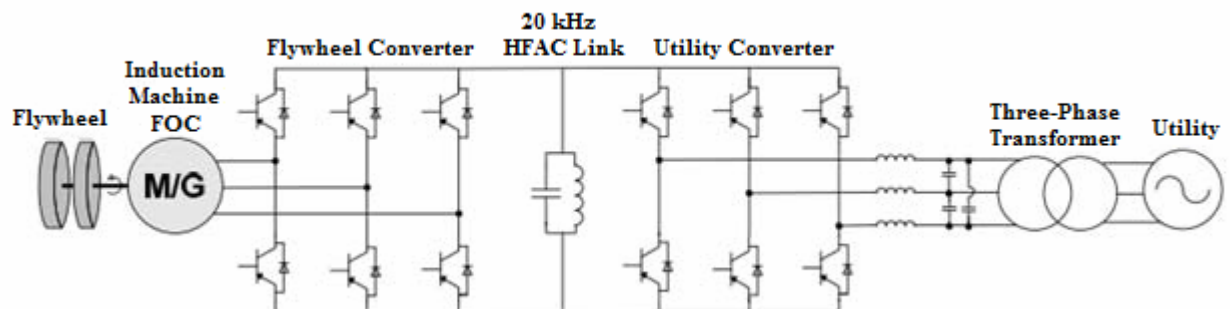 20 kHz
HFAC Link
Flywheel Converter
Utility Converter
Induction
Machine
FOC
Flywheel
M/G
Three-Phase
Transformer
Utility